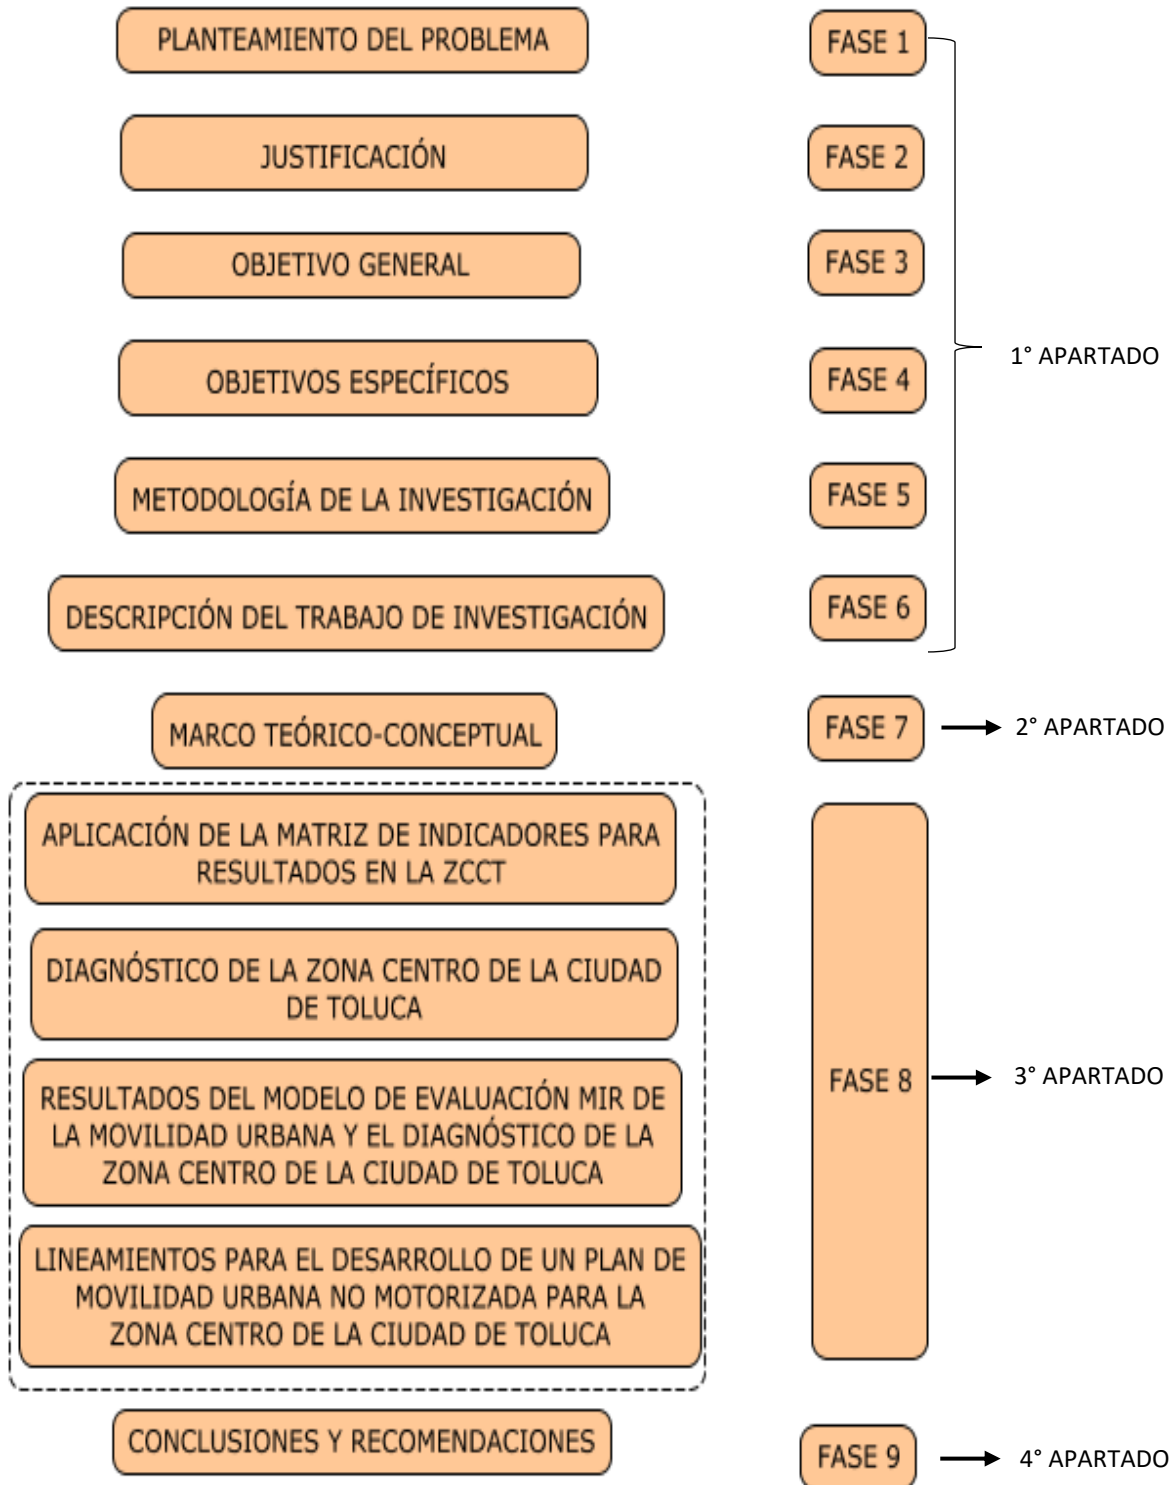 PLANTEAMIENTO DEL PROBLEMA
FASE 1
JUSTIFICACIÓN
FASE 2
OBJETIVO GENERAL
FASE 3
1° APARTADO
OBJETIVOS ESPECÍFICOS
FASE 4
METODOLOGÍA DE LA INVESTIGACIÓN
FASE 5
DESCRIPCIÓN DEL TRABAJO DE INVESTIGACIÓN
FASE 6
MARCO TEÓRICO-CONCEPTUAL
FASE 7
2° APARTADO
APLICACIÓN DE LA MATRIZ DE INDICADORES PARA
RESULTADOS EN LA ZCCT
DIAGNÓSTICO DE LA ZONA CENTRO DE LA CIUDAD
DE TOLUCA
RESULTADOS DEL MODELO DE EVALUACIÓN MIR DE
LA MOVILIDAD URBANA Y EL DIAGNÓSTICO DE LA
ZONA CENTRO DE LA CIUDAD DE TOLUCA
LINEAMIENTOS PARA EL DESARROLLO DE UN PLAN DE
MOVILIDAD URBANA NO MOTORIZADA PARA LA
ZONA CENTRO DE LA CIUDAD DE TOLUCA
FASE 8
3° APARTADO
CONCLUSIONES Y RECOMENDACIONES
FASE 9
4° APARTADO